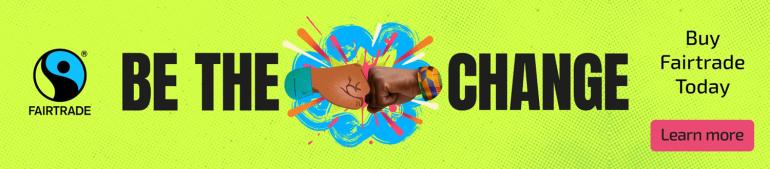 FAIRTRADE
®
BE THE CHANGE
Buy
Fairtrade
Today
Learn more